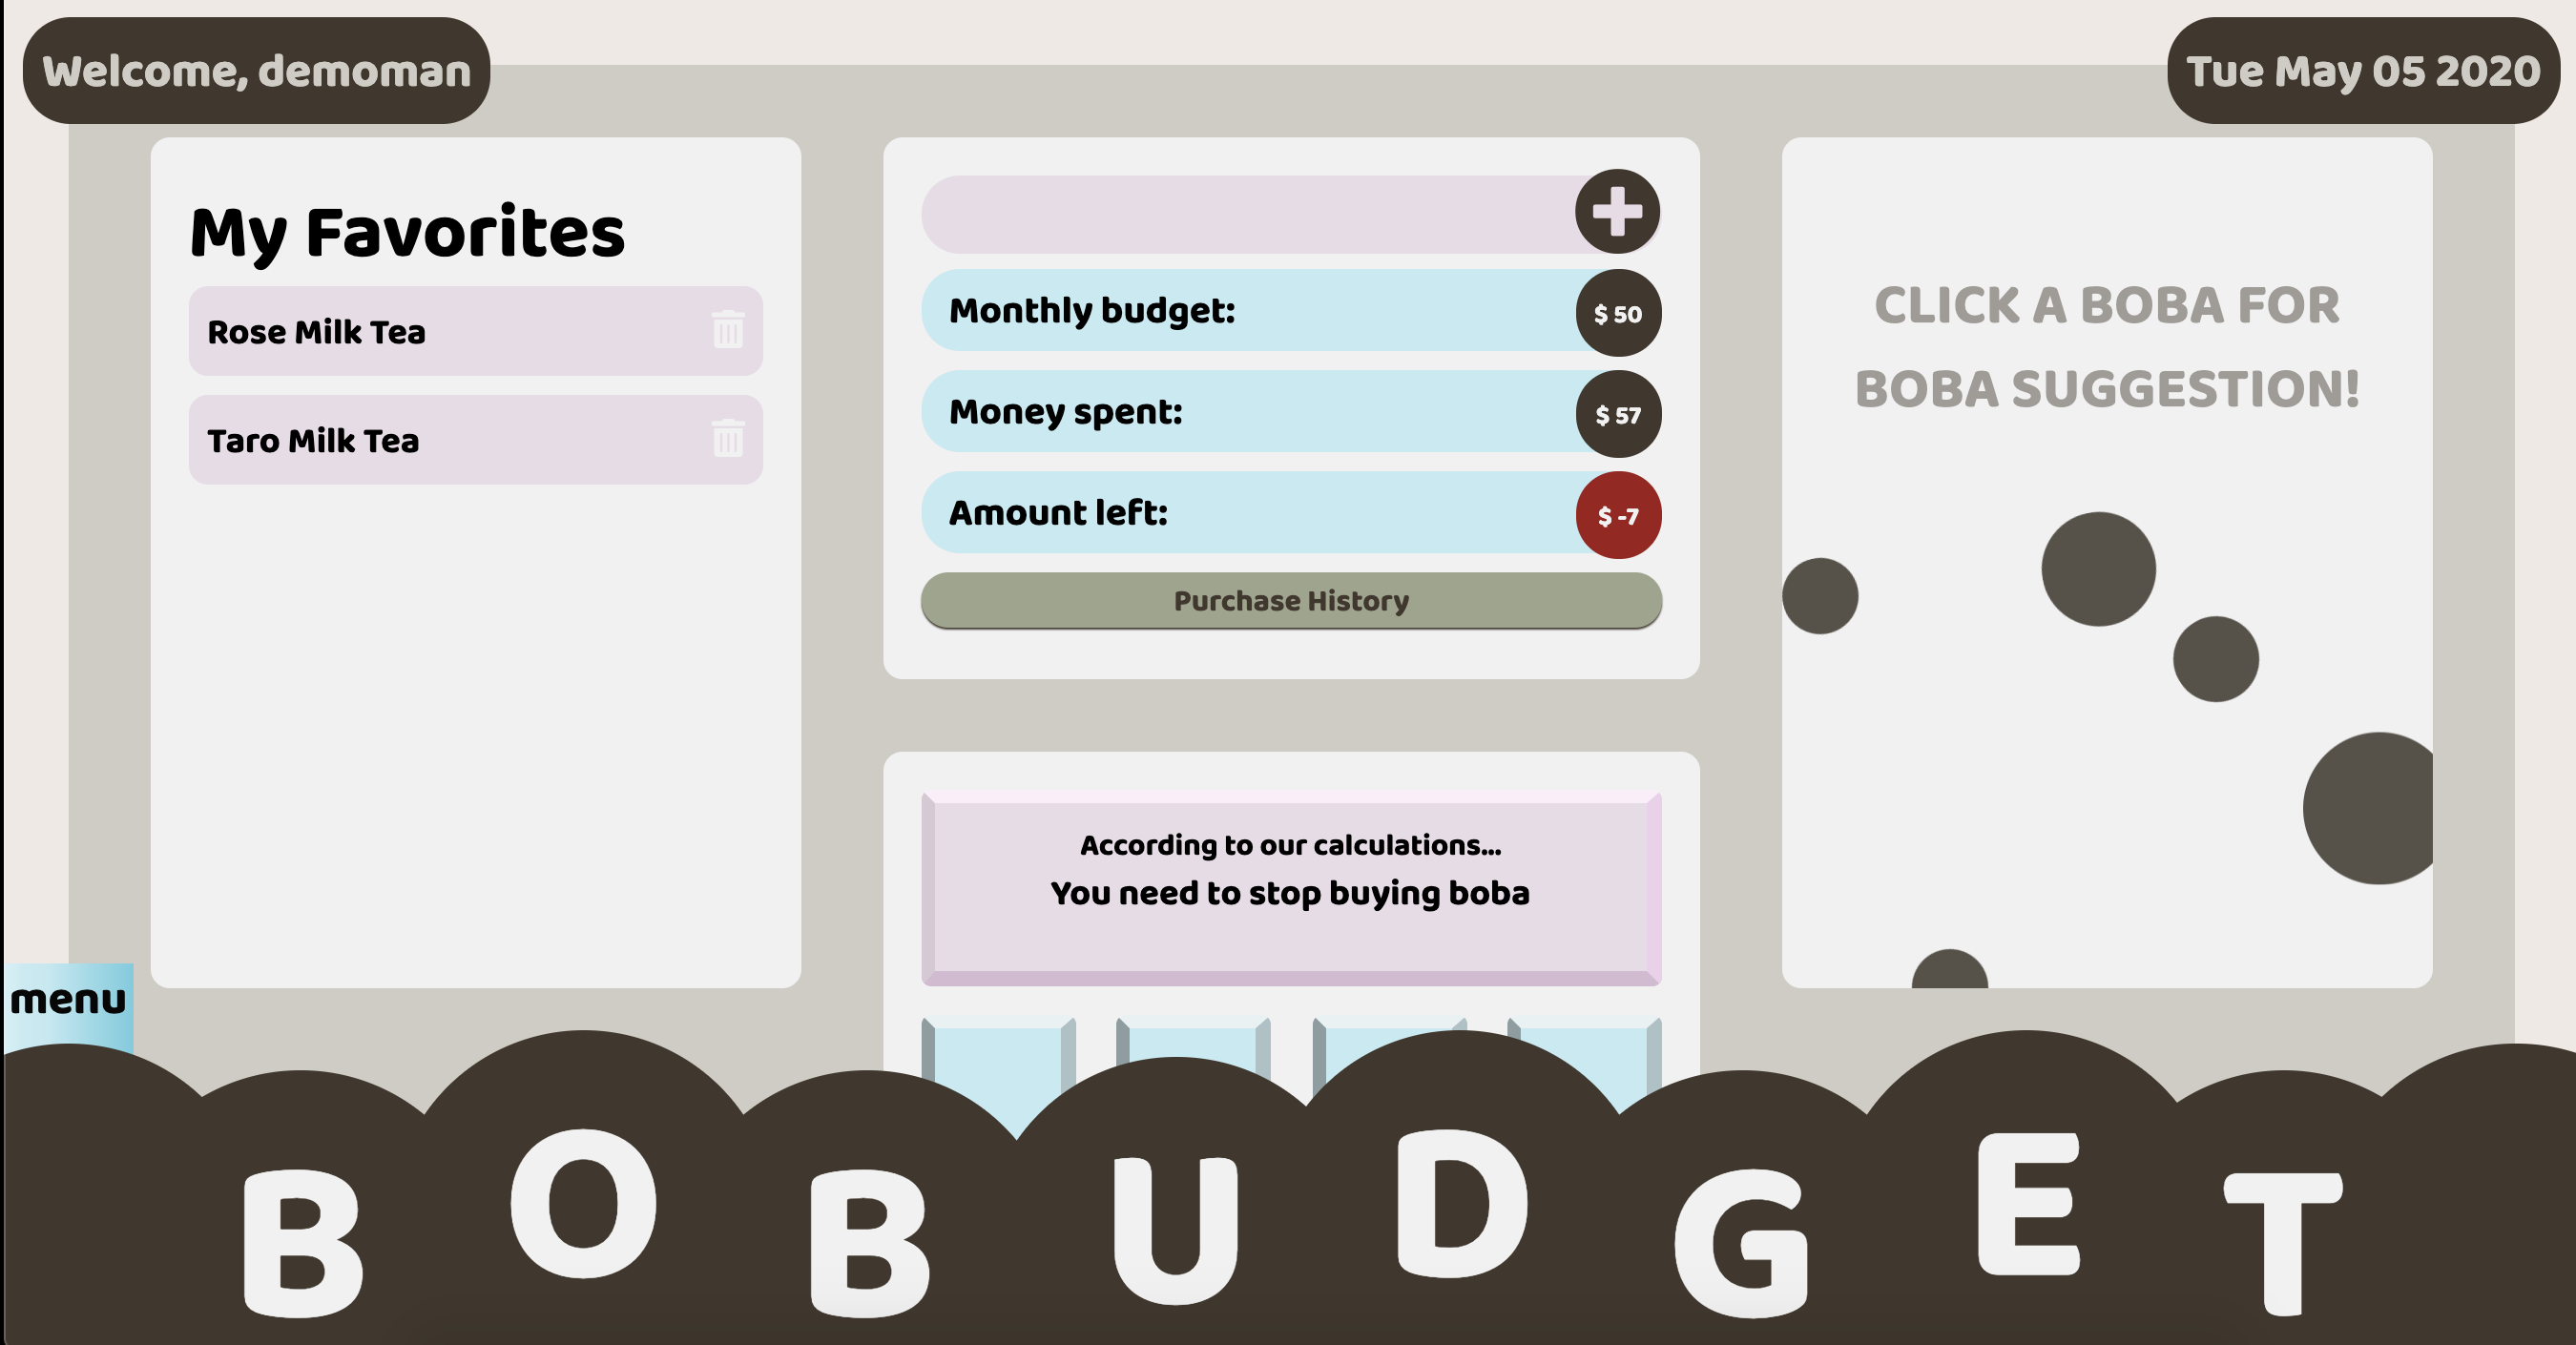 Welcome, demoman
Tue May 05 2020
My Favorites
Rose Milk Tea
Taro Milk Tea
Monthly budget:
$ 50
Money spent:
$ 57
Amount left:
$ -7
Purchase History
According to our calculations...
You need to stop buying boba
CLICK A BOBA FOR
BOBA SUGGESTION!
menu
BOBUDGET